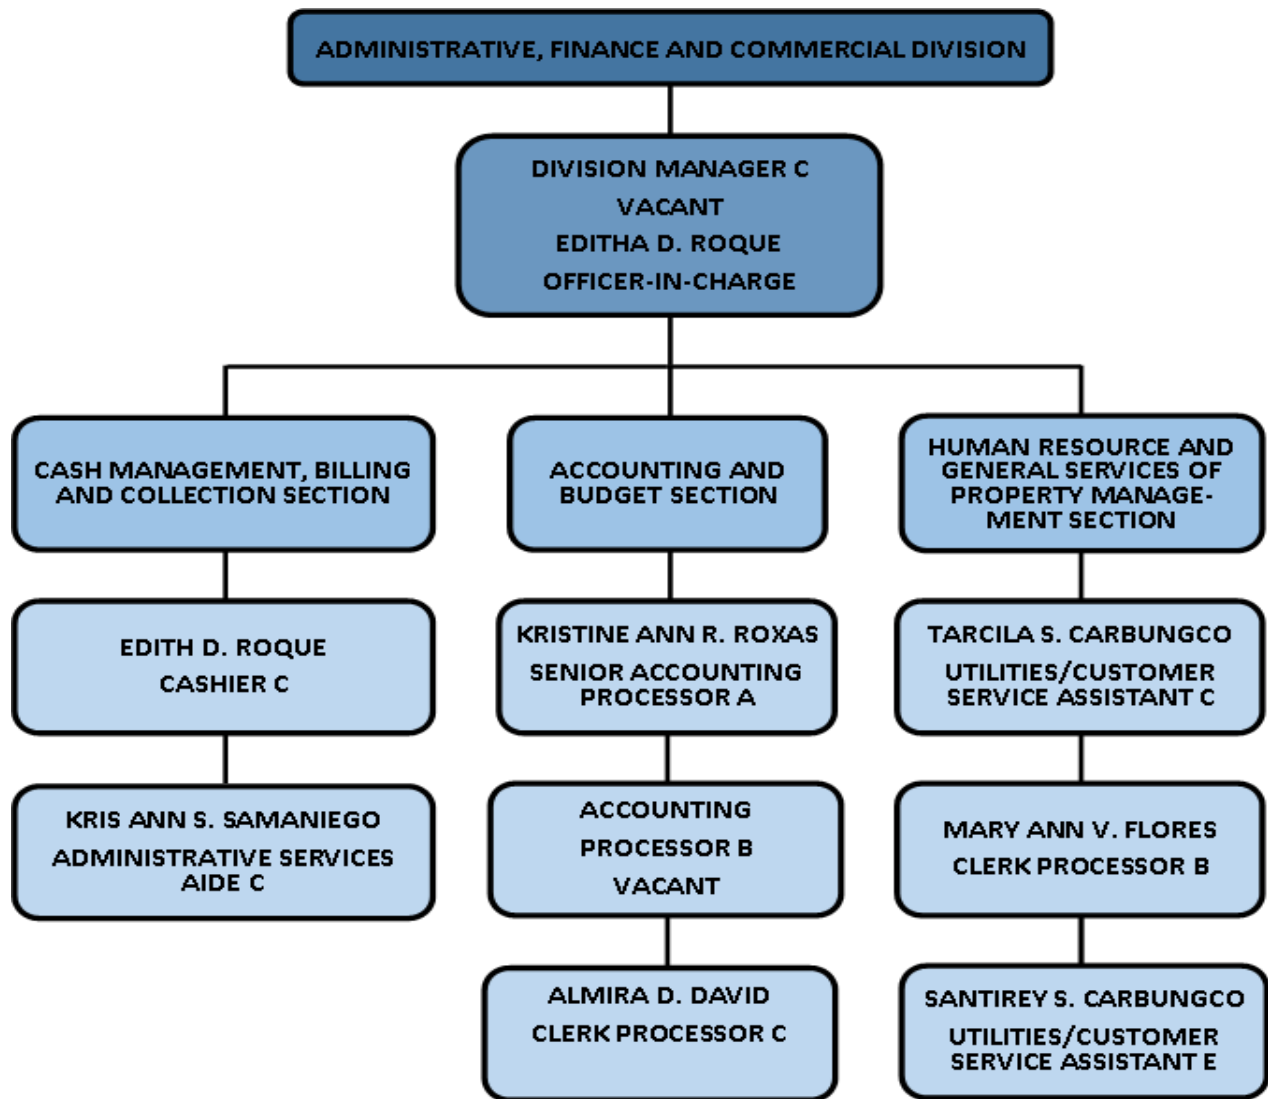 ADMINISTRATIVE, FINANCE AND COMMERCIAL DIVISION
DIVISION MANAGER C
VACANT
EDITHA D. ROQUE
OFFICER-IN-CHARGE
CASH MANAGEMENT, BILLING
AND COLLECTION SECTION
ACCOUNTING AND
BUDGET SECTION
HUMAN RESOURCE AND
GENERAL SERVICES OF
PROPERTY MANAGE-
MENT SECTION
EDITH D. ROQUE
CASHIER C
KRISTINE ANN R. ROXAS
SENIOR ACCOUNTING
PROCESSOR A
TARCILA S. CARBUNGCO
UTILITIES/CUSTOMER
SERVICE ASSISTANT C
KRIS ANN S. SAMANIEGO
ADMINISTRATIVE SERVICES
AIDE C
ACCOUNTING
PROCESSOR B
VACANT
MARY ANN V. FLORES
CLERK PROCESSOR B
ALMIRA D. DAVID
CLERK PROCESSOR C
SANTIREY S. CARBUNGCO
UTILITIES/CUSTOMER
SERVICE ASSISTANT E